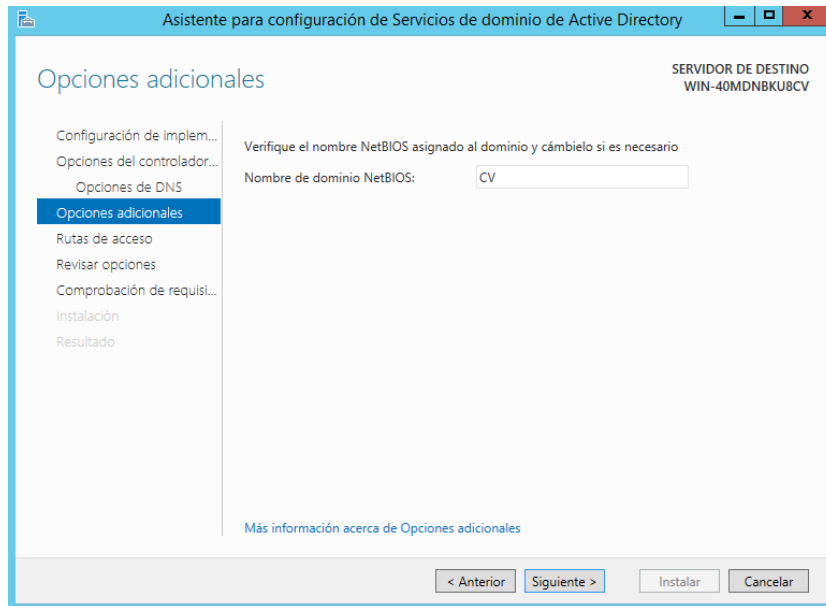 Asistente para configuración de Servicios de dominio de Active Directory
Opciones adicionales
SERVIDOR DE DESTINO
WIN-40MDNBKU8CV
Configuración de implem...
Opciones del controlador...
Opciones de DNS
Opciones adicionales
Rutas de acceso
Revisar opciones
Comprobación de requisi...
Instalación
Resultado
Verifique el nombre NetBIOS asignado al dominio y cámbielo si es necesario
Nombre de dominio NetBIOS: CV
Más información acerca de Opciones adicionales
< Anterior Siguiente > Instalar Cancelar